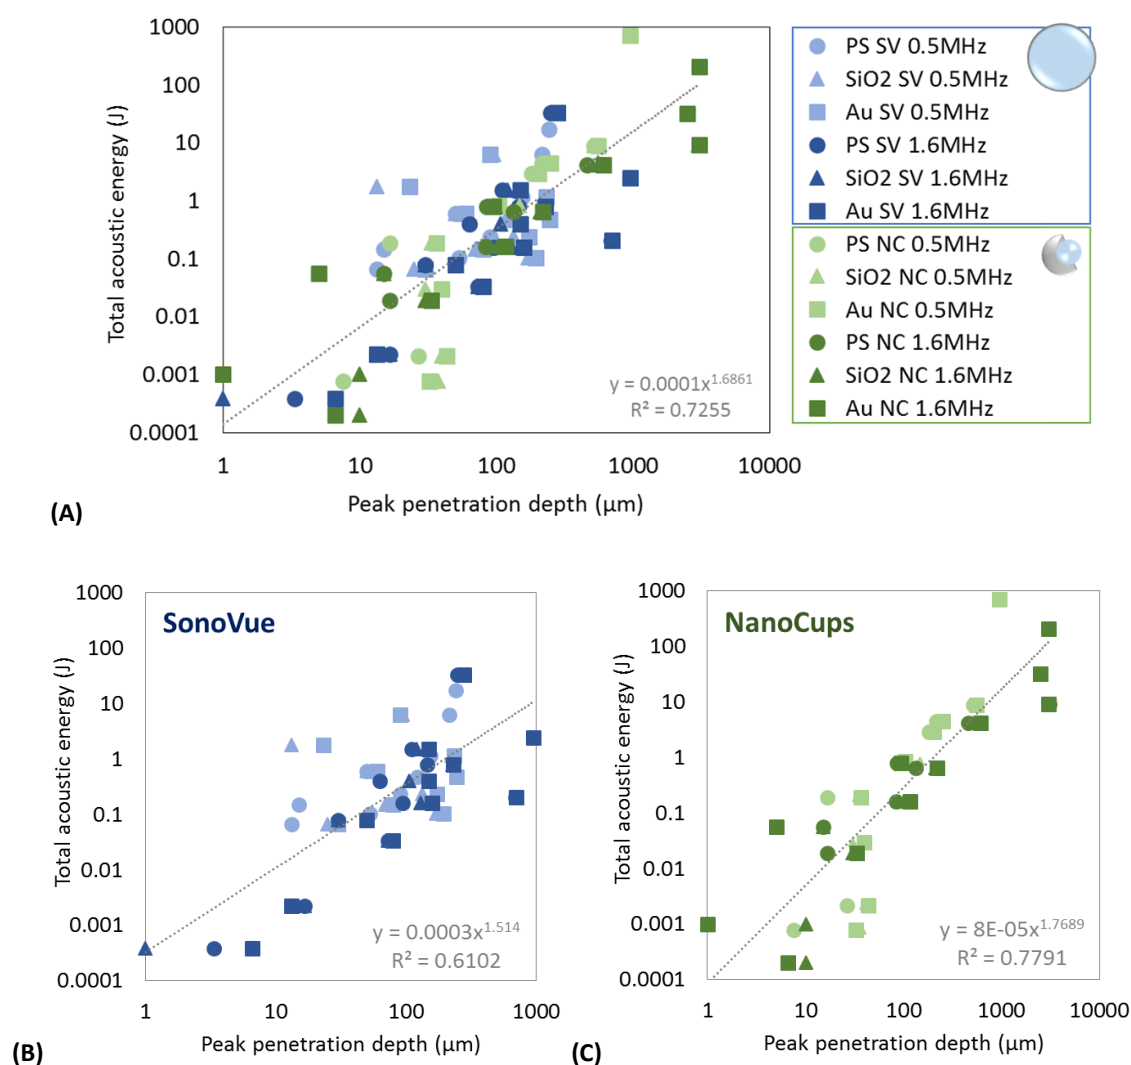 1000
100
10
1
0.1
0.01
0.001
0.0001
Total acoustic energy (J)
y = 0.0001x^1.6861
R² = 0.7255
1 10 100 1000 10000
Peak penetration depth (μm)
(A)
PS SV 0.5MHz
SiO2 SV 0.5MHz
Au SV 0.5MHz
PS SV 1.6MHz
SiO2 SV 1.6MHz
Au SV 1.6MHz
PS NC 0.5MHz
SiO2 NC 0.5MHz
Au NC 0.5MHz
PS NC 1.6MHz
SiO2 NC 1.6MHz
Au NC 1.6MHz
SonoVue
1000
100
10
1
0.1
0.01
0.001
0.0001
Total acoustic energy (J)
y = 0.0003x^1.514
R² = 0.6102
1 10 100 1000
Peak penetration depth (μm)
(B)
NanoCups
1000
100
10
1
0.1
0.01
0.001
0.0001
Total acoustic energy (J)
y = 8E-05x^1.7689
R² = 0.7791
1 10 100 1000 10000
Peak penetration depth (μm)
(C)